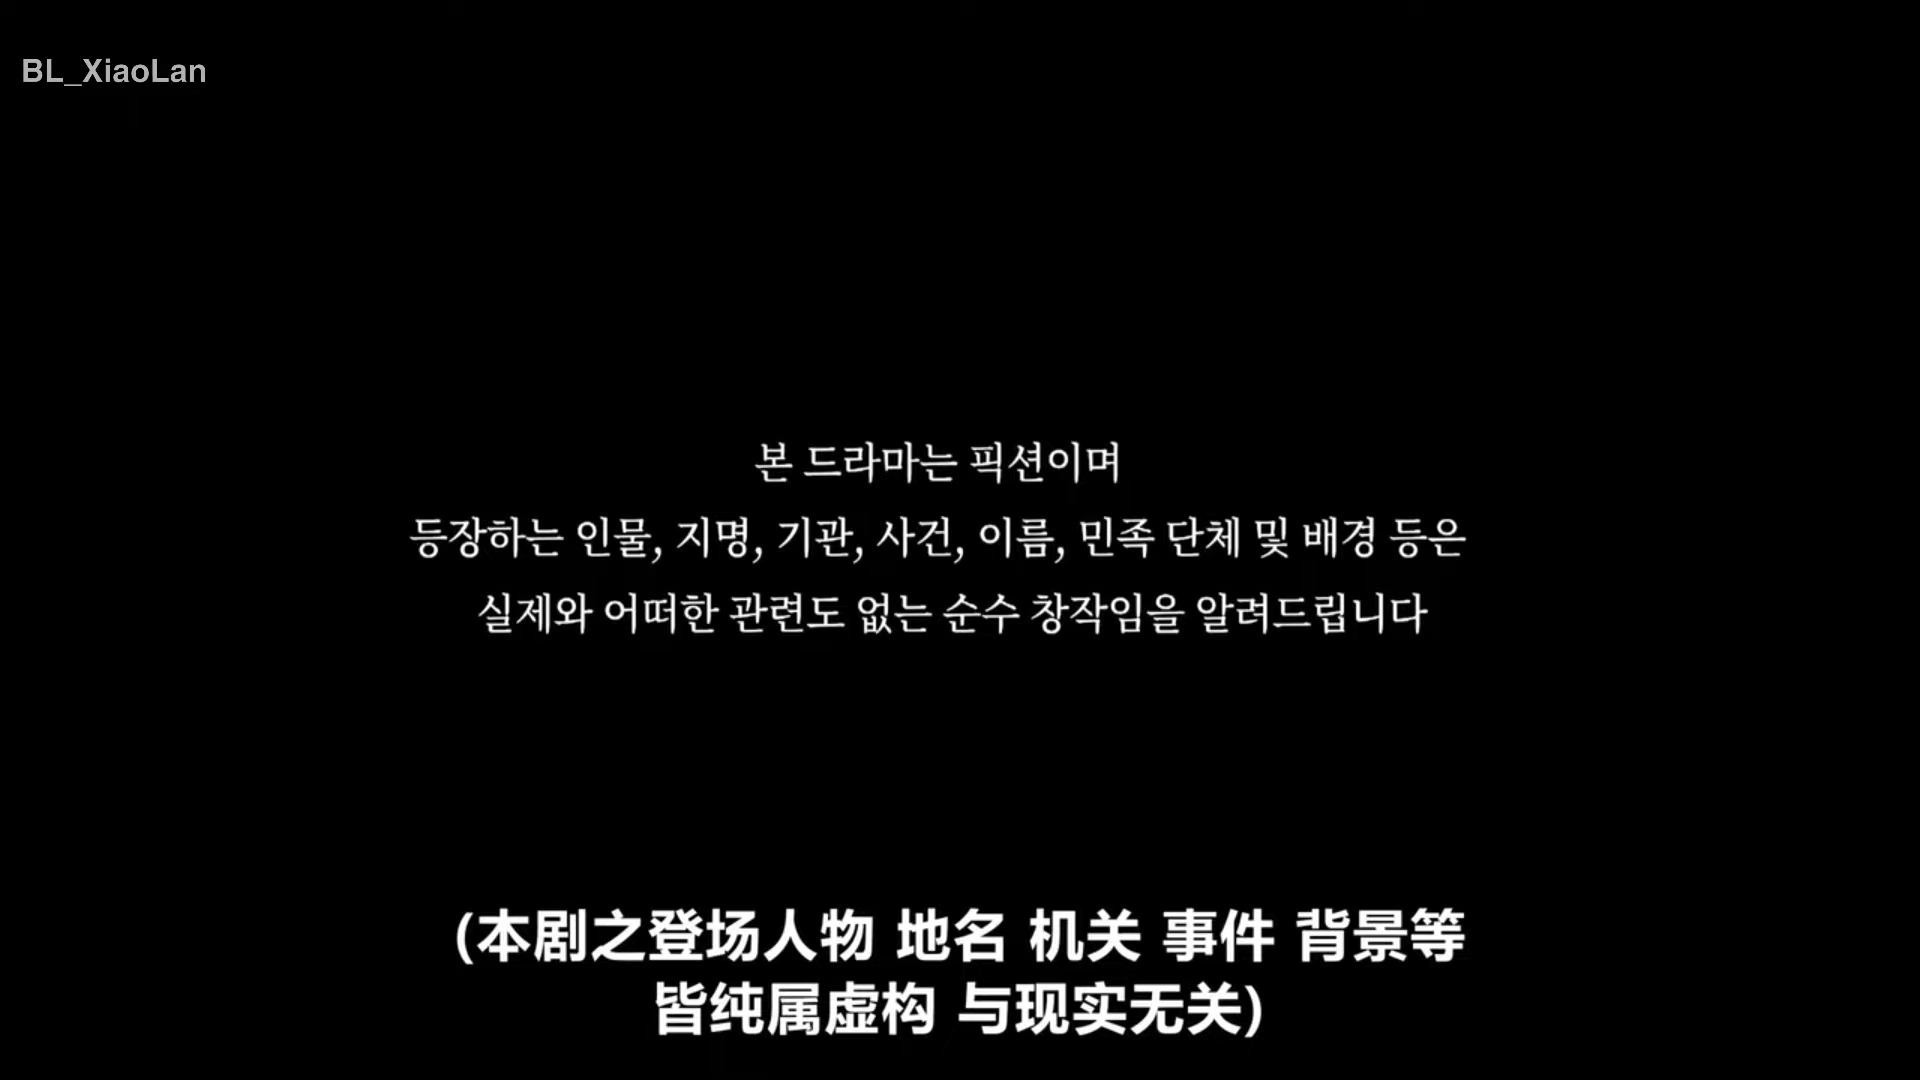 BL_XiaoLan
본 드라마는 픽션이며
등장하는 인물, 지명, 기관, 사건, 이름, 민족 단체 및 배경 등은
실제와 어떠한 관련도 없는 순수 창작임을 알려드립니다
(本剧之登场人物 地名 机关 事件 背景等
皆纯属虚构 与现实无关)